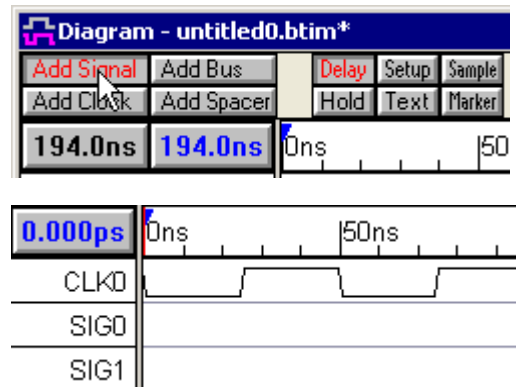 Diagram - untitled0.btim*
Add Signal Add Bus Delay Setup Sample
Add Clock Add Spacer Hold Text Marker
194.0ns 194.0ns 0ns 50
0.000ps 0ns 50ns
CLK0
SIG0
SIG1